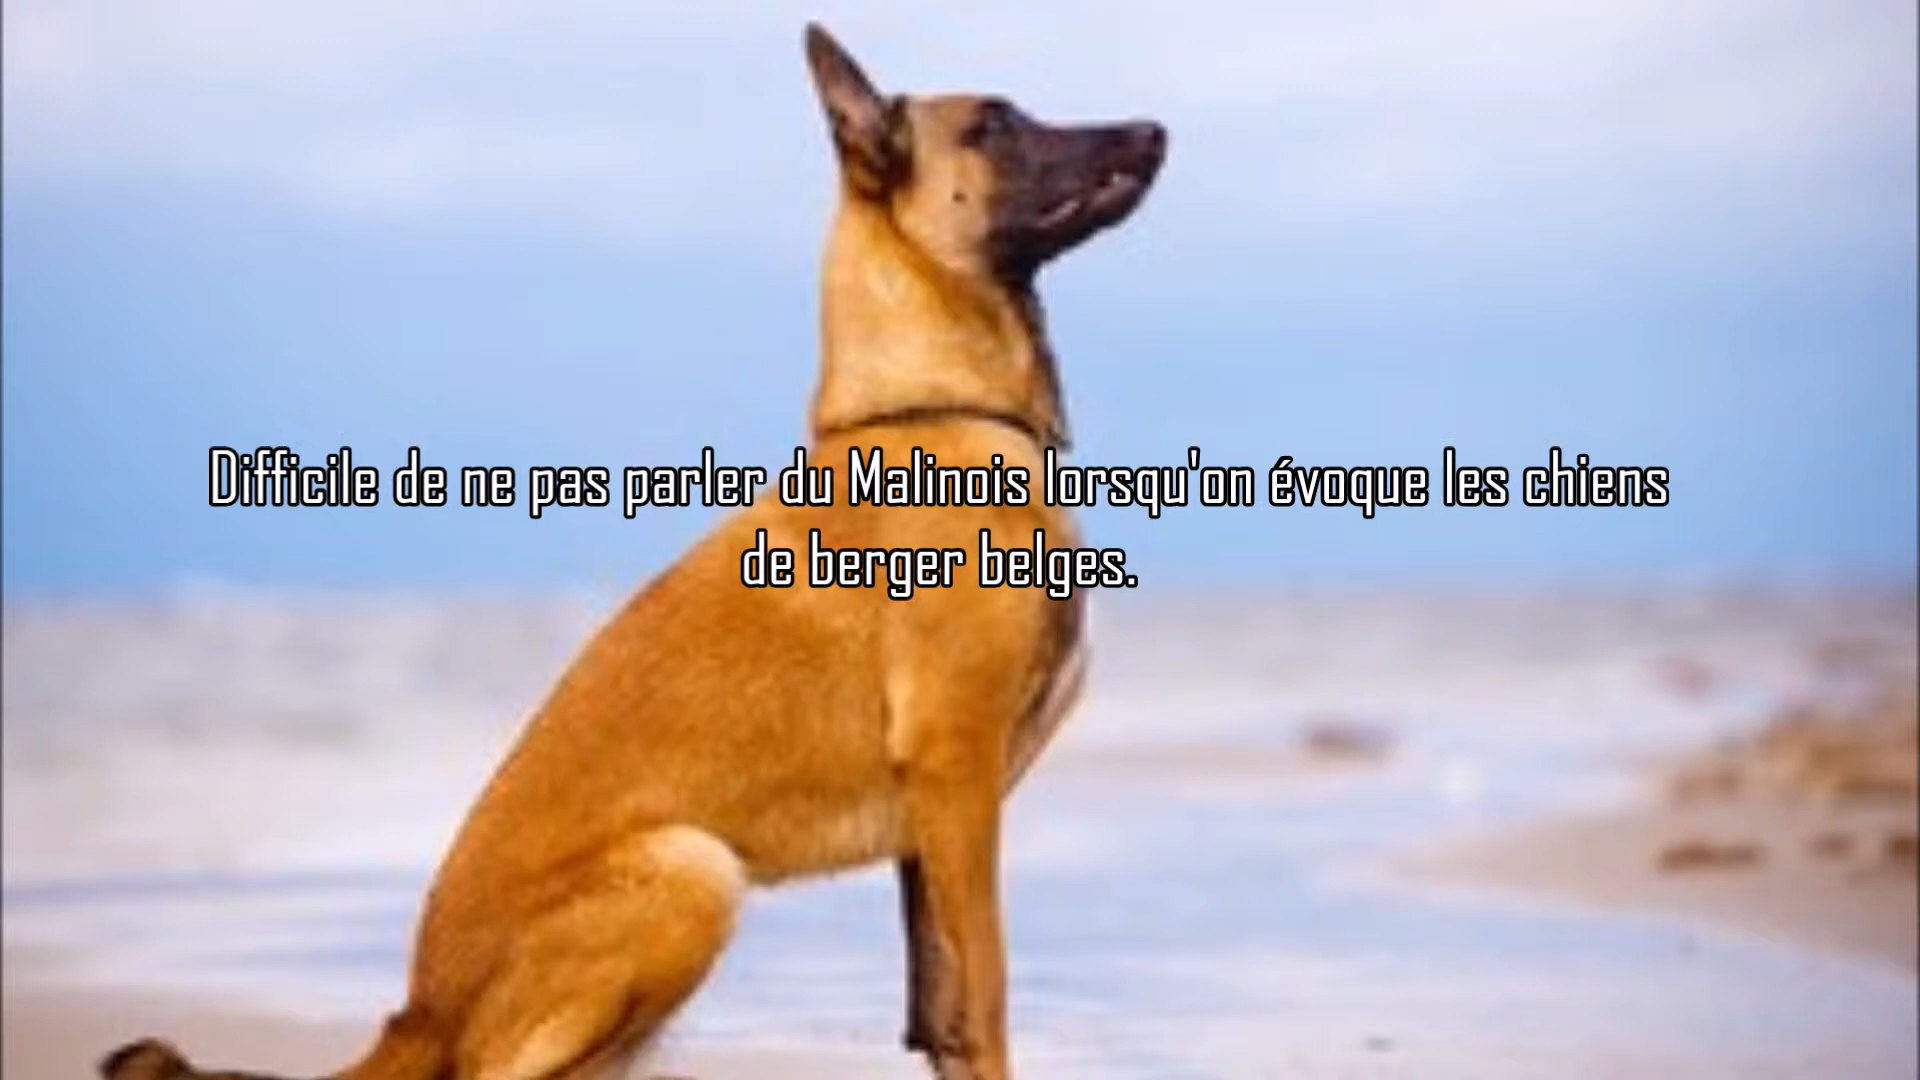 Difficile de ne pas parler du Malinois lorsqu'on évoque les chiens
de berger belges.